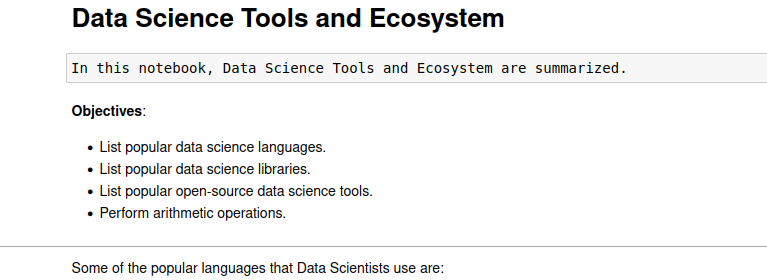 Data Science Tools and Ecosystem
In this notebook, Data Science Tools and Ecosystem are summarized.
Objectives:
• List popular data science languages.
• List popular data science libraries.
• List popular open-source data science tools.
• Perform arithmetic operations.
Some of the popular languages that Data Scientists use are: